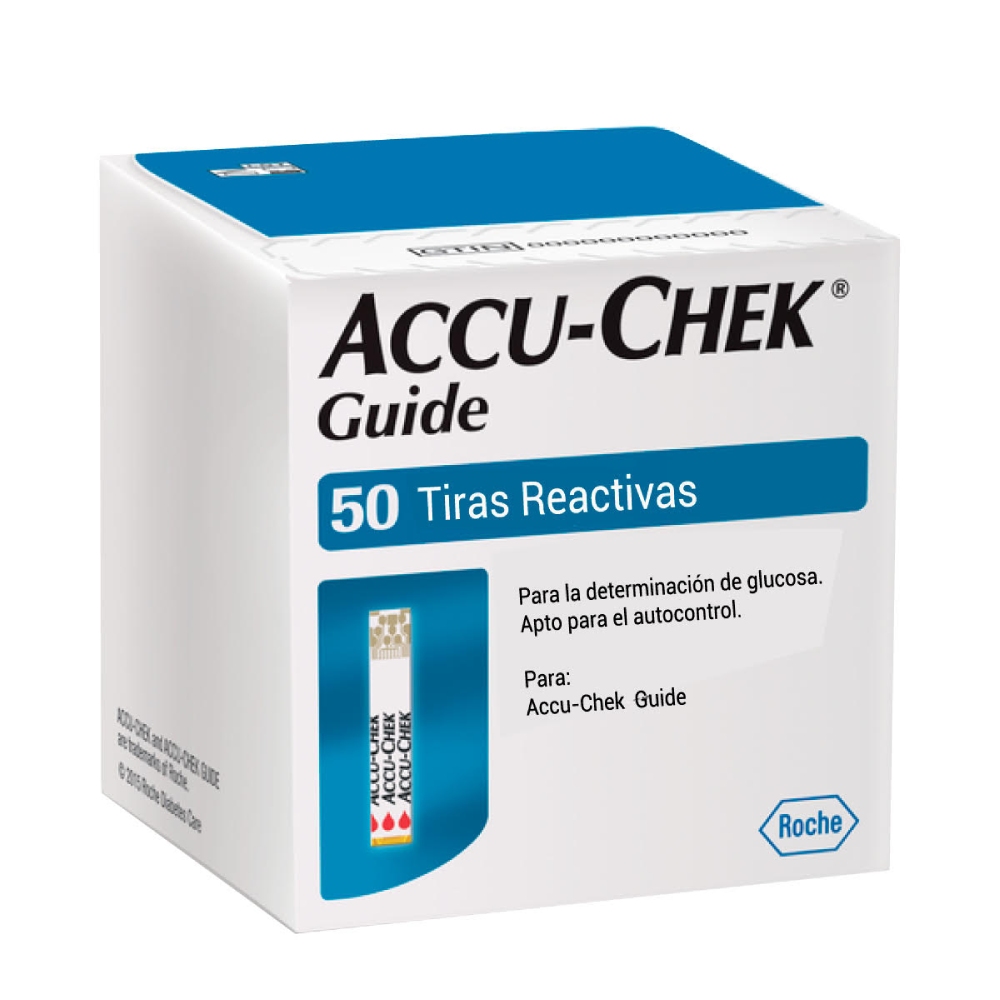 GTIN 0000000000000
ACCU-CHEK®
Guide
50 Tiras Reactivas
Para la determinación de glucosa.
Apto para el autocontrol.
Para:
Accu-Chek Guide
ACCU-CHEK
ACCU-CHEK
ACCU-CHEK
Roche
ACCU-CHEK and ACCU-CHEK GUIDE
are trademarks of Roche.
© 2015 Roche Diabetes Care